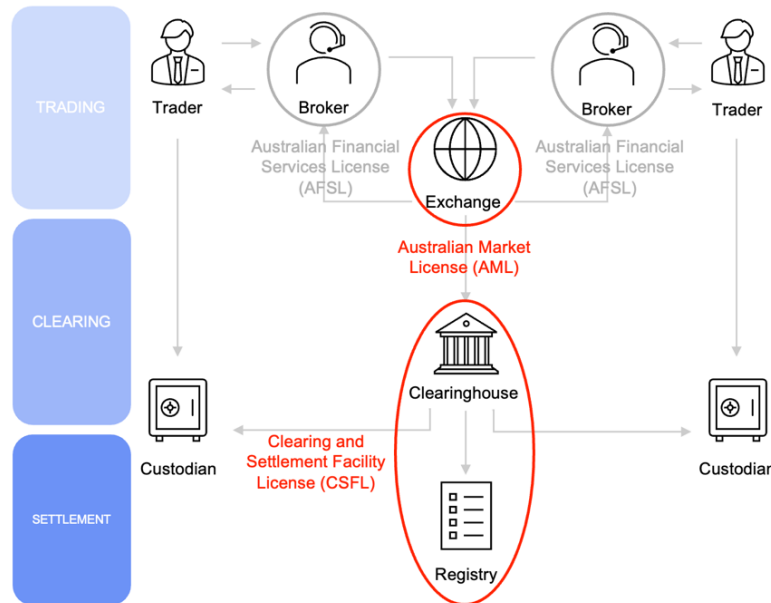 TRADING
Trader
Broker
Broker
Trader
Australian Financial
Services License
(AFSL)
Australian Financial
Services License
(AFSL)
Exchange
Australian Market
License (AML)
CLEARING
Clearinghouse
Custodian
Clearing and
Settlement Facility
License (CSFL)
Custodian
SETTLEMENT
Registry